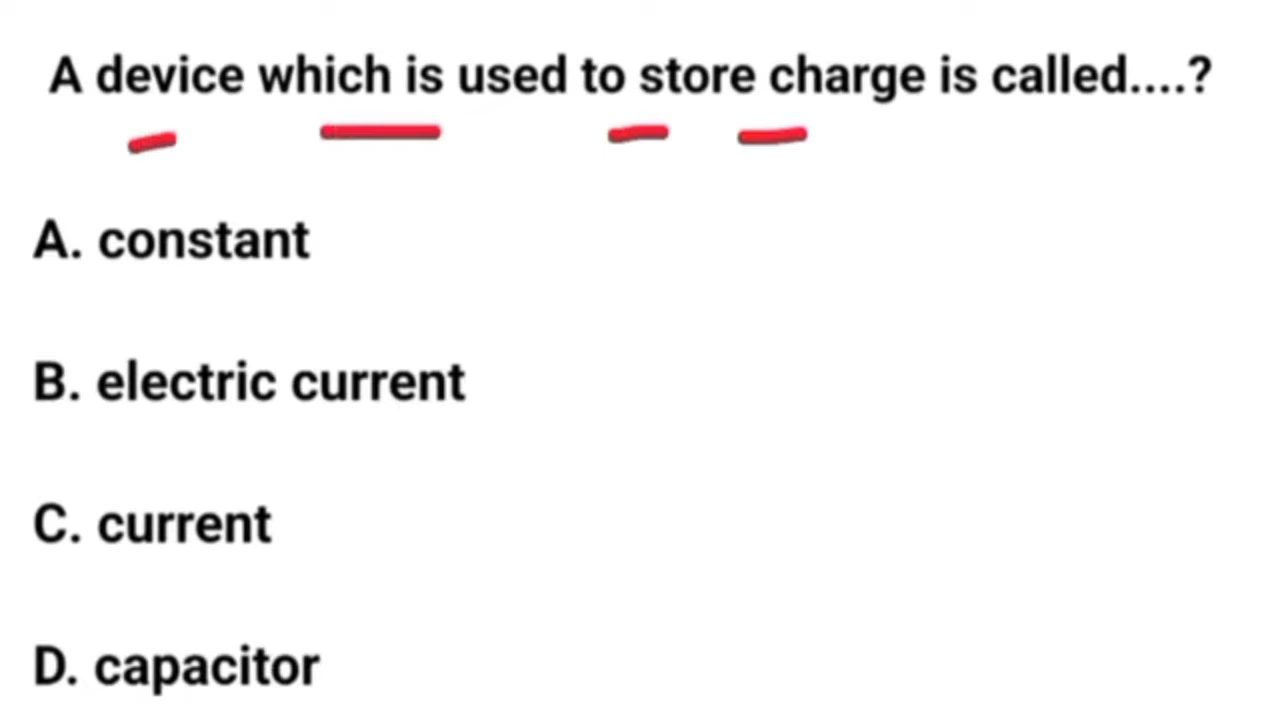 A device which is used to store charge is called....?
A. constant
B. electric current
C. current
D. capacitor